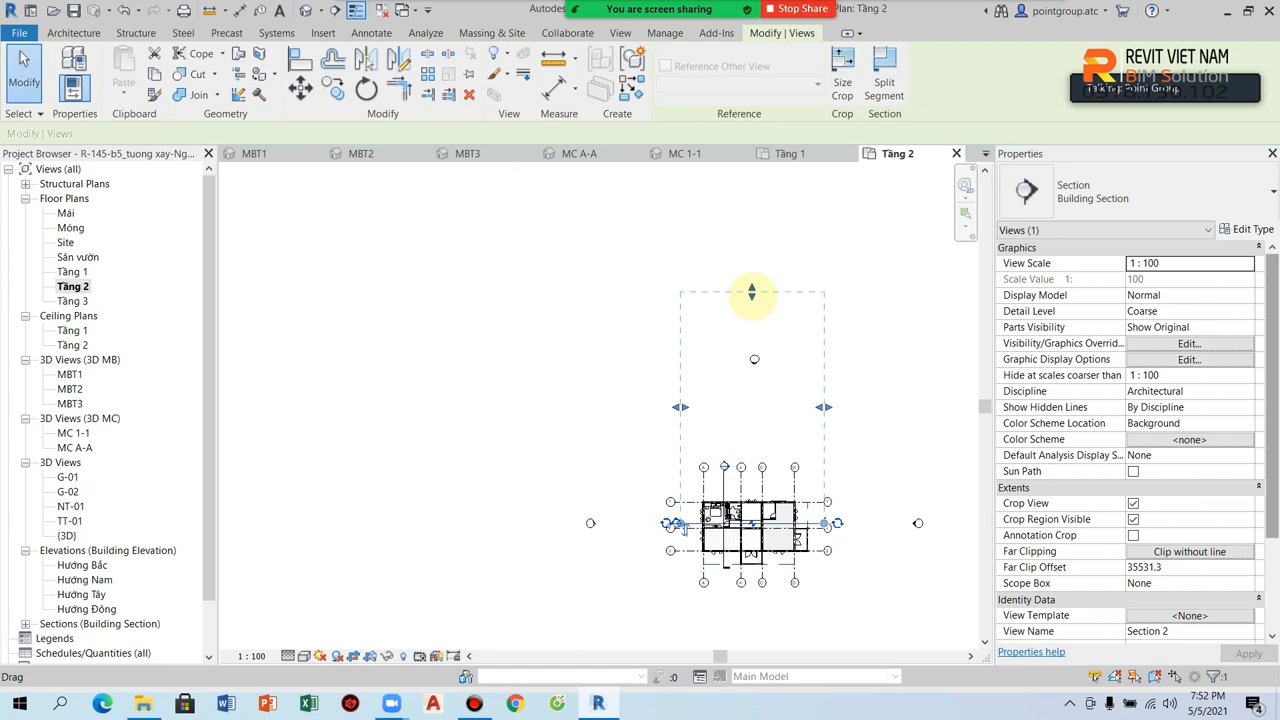 Autodes
You are screen sharing
Stop Share
Plan: Tầng 2
pointgroup.atc
File
Architecture
Structure
Steel
Precast
Systems
Insert
Annotate
Analyze
Massing & Site
Collaborate
View
Manage
Add-Ins
Modify | Views
REVIT VIET NAM
BIM Solution
Talking: Point Group
Modify
Paste
Cope
Cut
Join
Reference Other View
Size Crop
Split Segment
Select
Properties
Clipboard
Geometry
Modify
View
Measure
Create
Reference
Crop
Section
Modify | Views
Project Browser - R-145-b5_tuong xay-Ng...
MBT1
MBT2
MBT3
MC A-A
MC 1-1
Tầng 1
Tầng 2
Properties
Views (all)
Structural Plans
Floor Plans
Mái
Móng
Site
Sân vườn
Tầng 1
Tầng 2
Tầng 3
Ceiling Plans
Tầng 1
Tầng 2
3D Views (3D MB)
MBT1
MBT2
MBT3
3D Views (3D MC)
MC 1-1
MC A-A
3D Views
G-01
G-02
NT-01
TT-01
{3D}
Elevations (Building Elevation)
Hướng Bắc
Hướng Nam
Hướng Tây
Hướng Đông
Sections (Building Section)
Legends
Schedules/Quantities (all)
Section
Building Section
Views (1)
Edit Type
Graphics
View Scale 1 : 100
Scale Value 1: 100
Display Model Normal
Detail Level Coarse
Parts Visibility Show Original
Visibility/Graphics Overrid... Edit...
Graphic Display Options Edit...
Hide at scales coarser than 1 : 100
Discipline Architectural
Show Hidden Lines By Discipline
Color Scheme Location Background
Color Scheme <none>
Default Analysis Display S... None
Sun Path
Extents
Crop View
Crop Region Visible
Annotation Crop
Far Clipping Clip without line
Far Clip Offset 35531.3
Scope Box None
Identity Data
View Template <None>
View Name Section 2
Properties help
Apply
1 : 100
Drag
:0
Main Model
:1
7:52 PM
5/5/2021